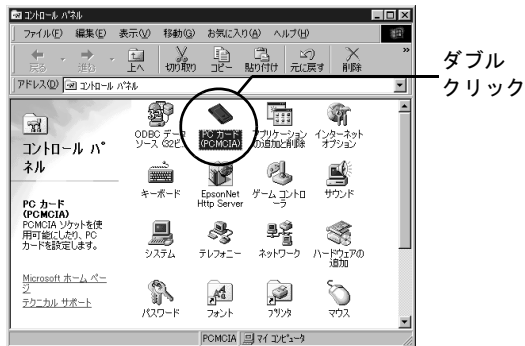 コントロール パネル
ファイル(F) 編集(E) 表示(V) 移動(G) お気に入り(A) ヘルプ(H)
戻る 進む 上へ 切り取り コピー 貼り付け 元に戻す 削除 »
アドレス(D) コントロール パネル
ダブル
クリック
コントロール パ
ネル
PC カード
(PCMCIA)
PCMCIA ソケットを使
用可能にしたり、PC
カードを設定します。
Microsoft ホーム ペー
ジ
テクニカル サポート
ODBC データ
ソース (32ビ...
PC カード
(PCMCIA)
アプリケーション
の追加と削除
インターネット
オプション
キーボード
EpsonNet
Http Server
ゲーム コントロ
ーラ
サウンド
システム
テレフォニー
ネットワーク
ハードウェアの
追加
パスワード
フォント
プリンタ
マウス
PCMCIA マイ コンピュータ